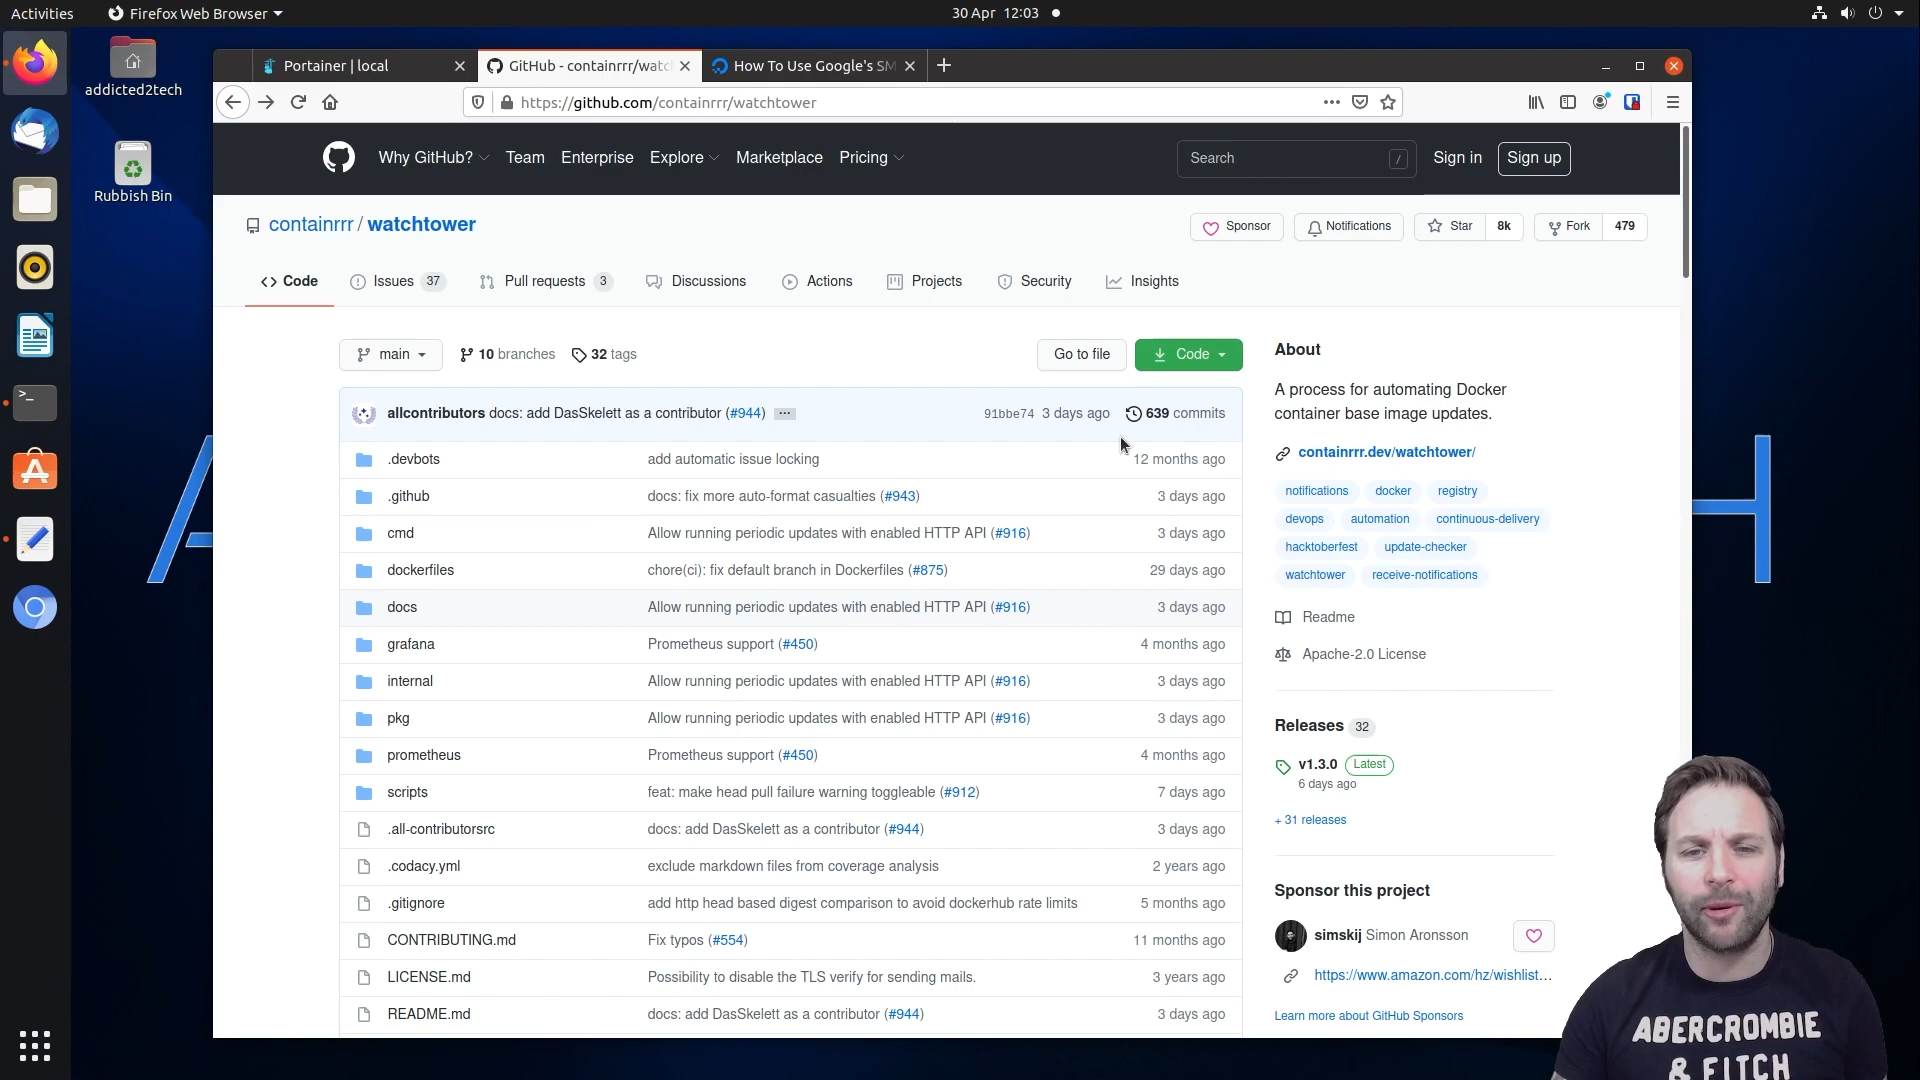 Activities
Firefox Web Browser
30 Apr 12:03
addicted2tech
Rubbish Bin
Portainer | local
GitHub - containrrr/watc
How To Use Google's SM
https://github.com/containrrr/watchtower
Why GitHub?
Team
Enterprise
Explore
Marketplace
Pricing
Search
/
Sign in
Sign up
containrrr / watchtower
Sponsor
Notifications
Star
8k
Fork
479
Code
Issues 37
Pull requests 3
Discussions
Actions
Projects
Security
Insights
main
10 branches
32 tags
Go to file
Code
allcontributors docs: add DasSkelett as a contributor (#944) ...
91bbe74 3 days ago
639 commits
.devbots add automatic issue locking 12 months ago
.github docs: fix more auto-format casualties (#943) 3 days ago
cmd Allow running periodic updates with enabled HTTP API (#916) 3 days ago
dockerfiles chore(ci): fix default branch in Dockerfiles (#875) 29 days ago
docs Allow running periodic updates with enabled HTTP API (#916) 3 days ago
grafana Prometheus support (#450) 4 months ago
internal Allow running periodic updates with enabled HTTP API (#916) 3 days ago
pkg Allow running periodic updates with enabled HTTP API (#916) 3 days ago
prometheus Prometheus support (#450) 4 months ago
scripts feat: make head pull failure warning toggleable (#912) 7 days ago
.all-contributorsrc docs: add DasSkelett as a contributor (#944) 3 days ago
.codacy.yml exclude markdown files from coverage analysis 2 years ago
.gitignore add http head based digest comparison to avoid dockerhub rate limits 5 months ago
CONTRIBUTING.md Fix typos (#554) 11 months ago
LICENSE.md Possibility to disable the TLS verify for sending mails. 3 years ago
README.md docs: add DasSkelett as a contributor (#944) 3 days ago
About
A process for automating Docker
container base image updates.
containrrr.dev/watchtower/
notifications docker registry
devops automation continuous-delivery
hacktoberfest update-checker
watchtower receive-notifications
Readme
Apache-2.0 License
Releases 32
v1.3.0 Latest
6 days ago
+ 31 releases
Sponsor this project
simskij Simon Aronsson
https://www.amazon.com/hz/wishlist...
Learn more about GitHub Sponsors
ABERCROMBIE
& FITCH
A
H